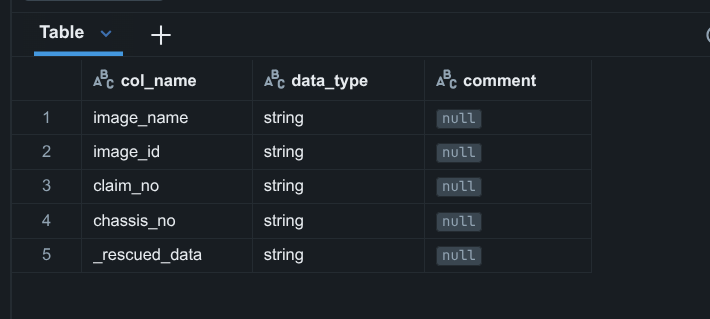 Table
col_name data_type comment
1 image_name string null
2 image_id string null
3 claim_no string null
4 chassis_no string null
5 _rescued_data string null